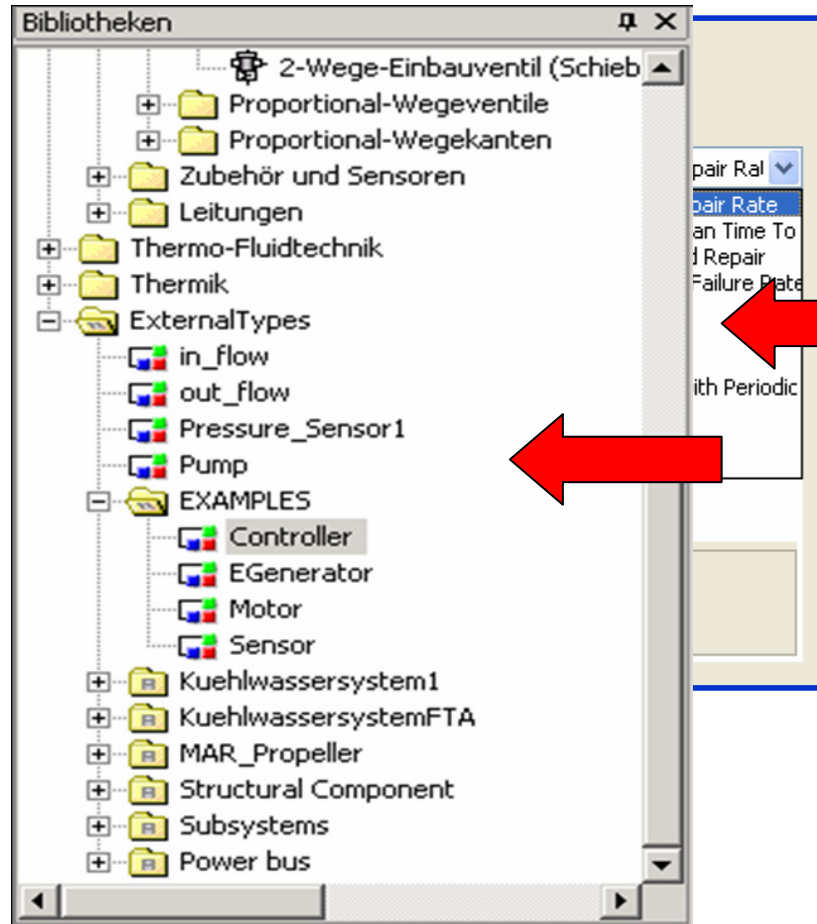 Bibliotheken
2-Wege-Einbauventil (Schieb
Proportional-Wegeventile
Proportional-Wegekanten
Zubehör und Sensoren
Leitungen
Thermo-Fluidtechnik
Thermik
ExternalTypes
in_flow
out_flow
Pressure_Sensor1
Pump
EXAMPLES
Controller
EGenerator
Motor
Sensor
Kuehlwassersystem1
KuehlwassersystemFTA
MAR_Propeller
Structural Component
Subsystems
Power bus
pair Rat
pair Rate
an Time To
d Repair
Failure Rate
ith Periodic